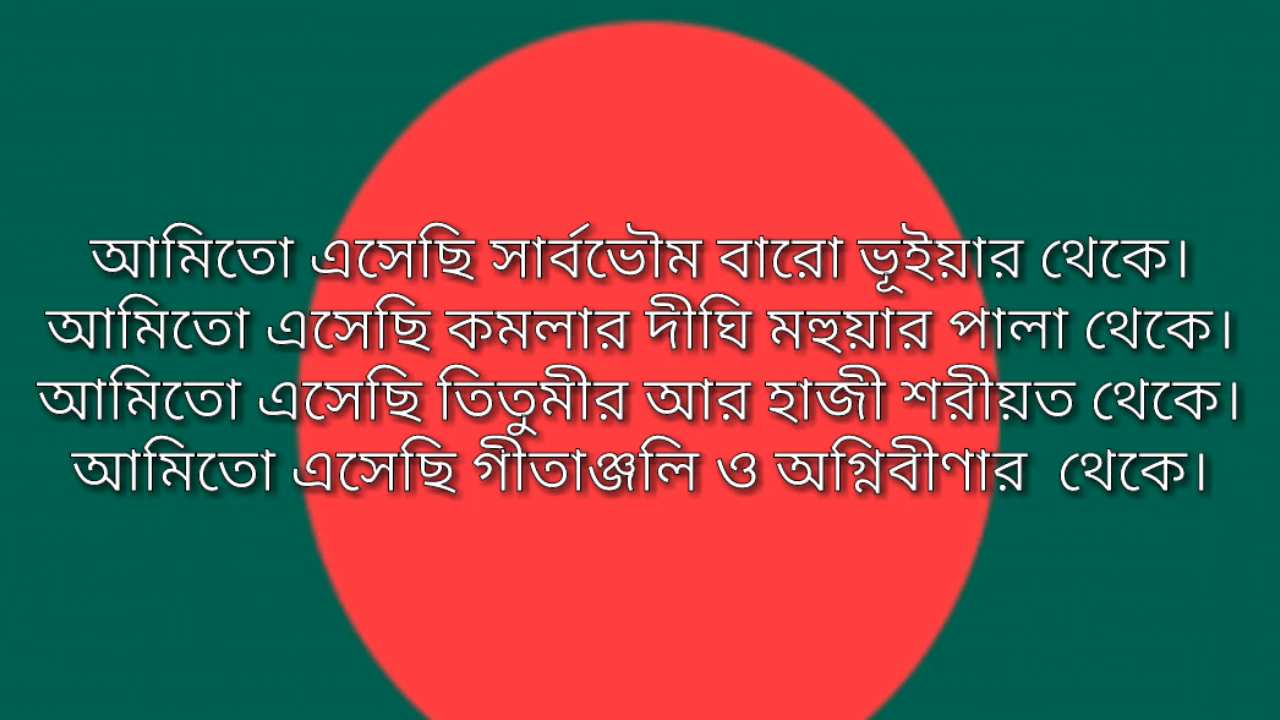 আমিতো এসেছি সার্বভৌম বারো ভূইয়ার থেকে।
আমিতো এসেছি কমলার দীঘি মহুয়ার পালা থেকে।
আমিতো এসেছি তিতুমীর আর হাজী শরীয়ত থেকে।
আমিতো এসেছি গীতাঞ্জলি ও অগ্নিবীণার থেকে।